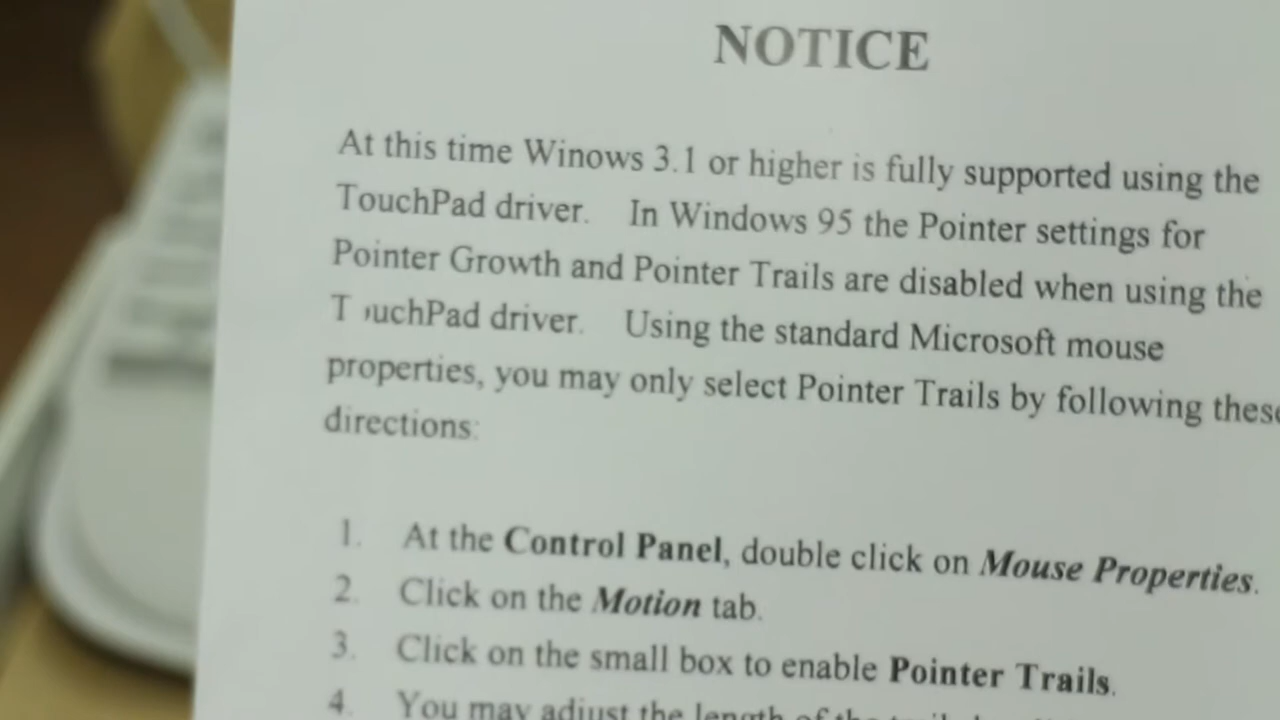 NOTICE
At this time Winows 3.1 or higher is fully supported using the
TouchPad driver. In Windows 95 the Pointer settings for
Pointer Growth and Pointer Trails are disabled when using the
T uchPad driver. Using the standard Microsoft mouse
properties, you may only select Pointer Trails by following these
directions:
1. At the Control Panel, double click on Mouse Properties.
2. Click on the Motion tab.
3. Click on the small box to enable Pointer Trails.
4. You may adjust the length of the